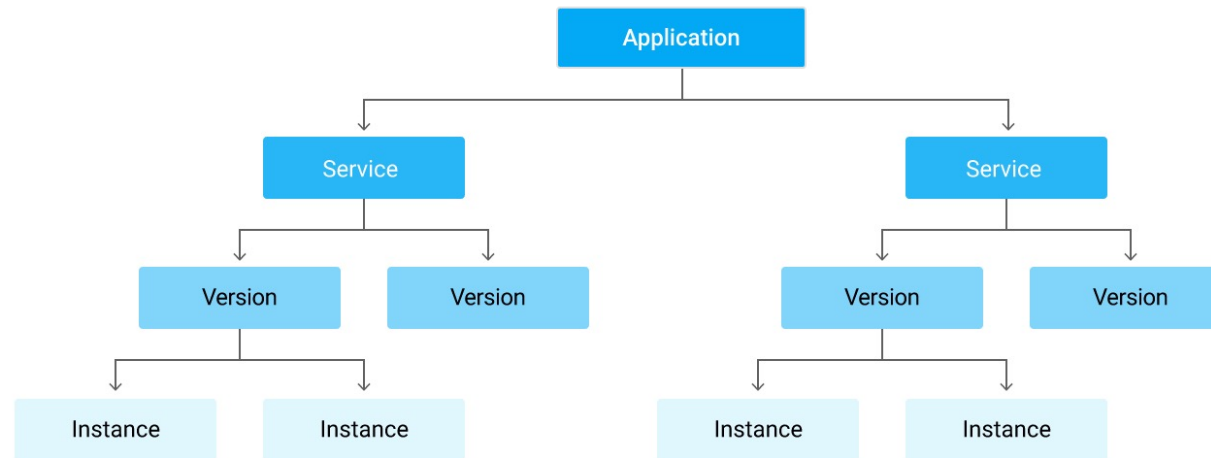 Application
Service
Service
Version
Version
Version
Version
Instance
Instance
Instance
Instance